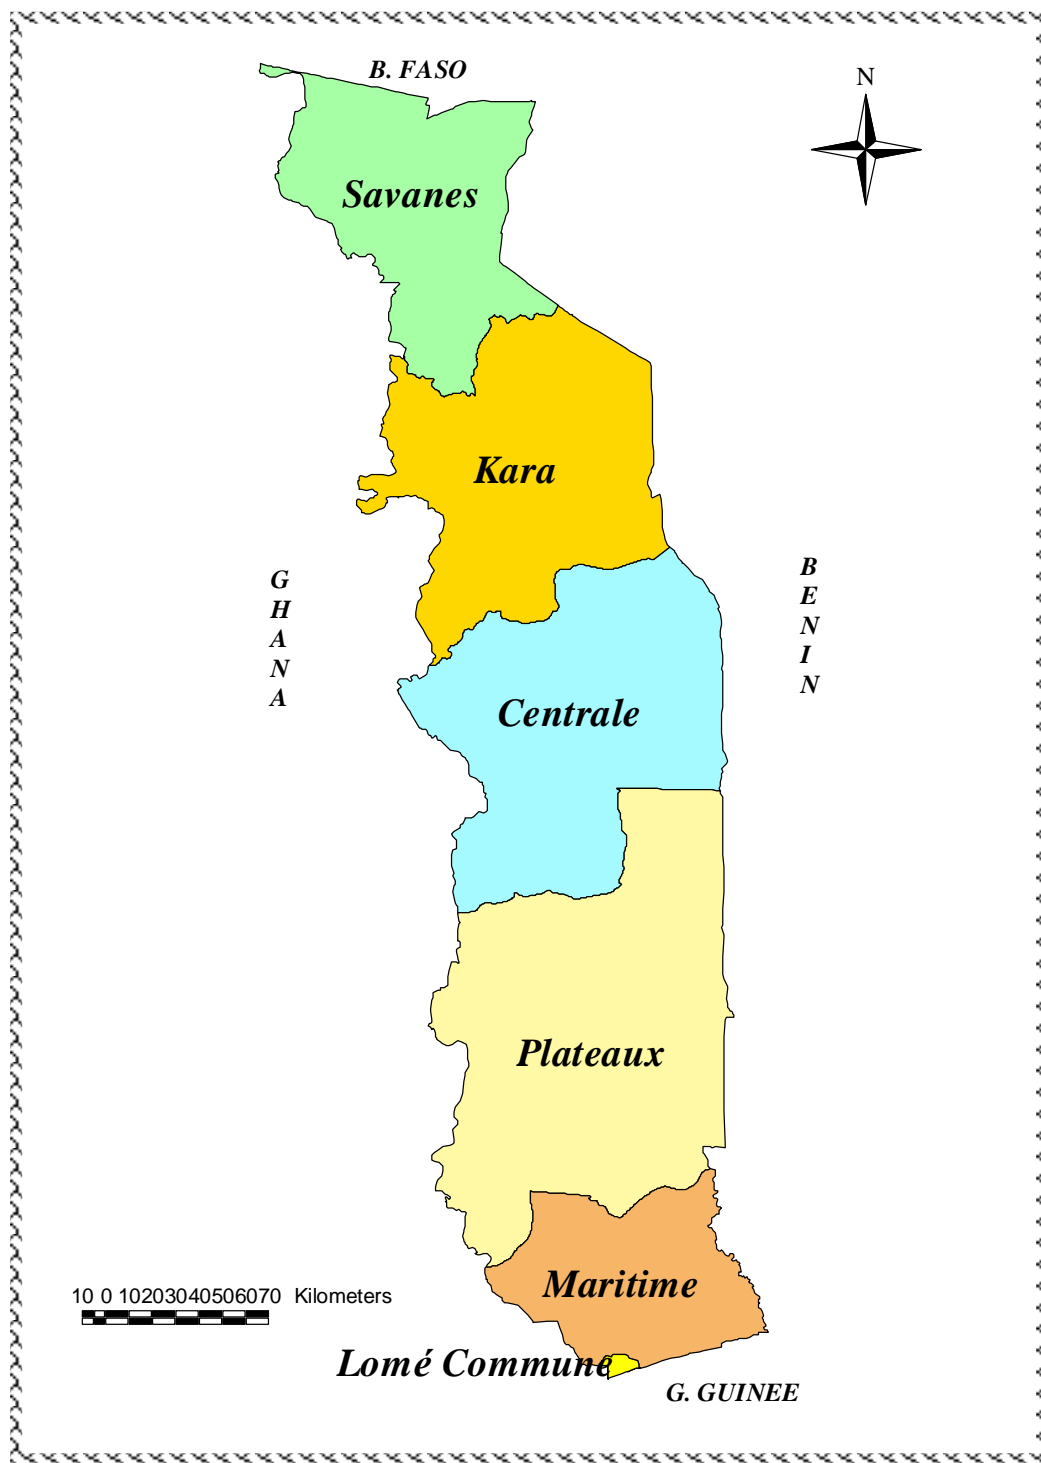 B. FASO
N
Savanes
Kara
G
H
A
N
A
B
E
N
I
N
Centrale
Plateaux
Maritime
10 0 10203040506070 Kilometers
Lomé Commune
G. GUINEE